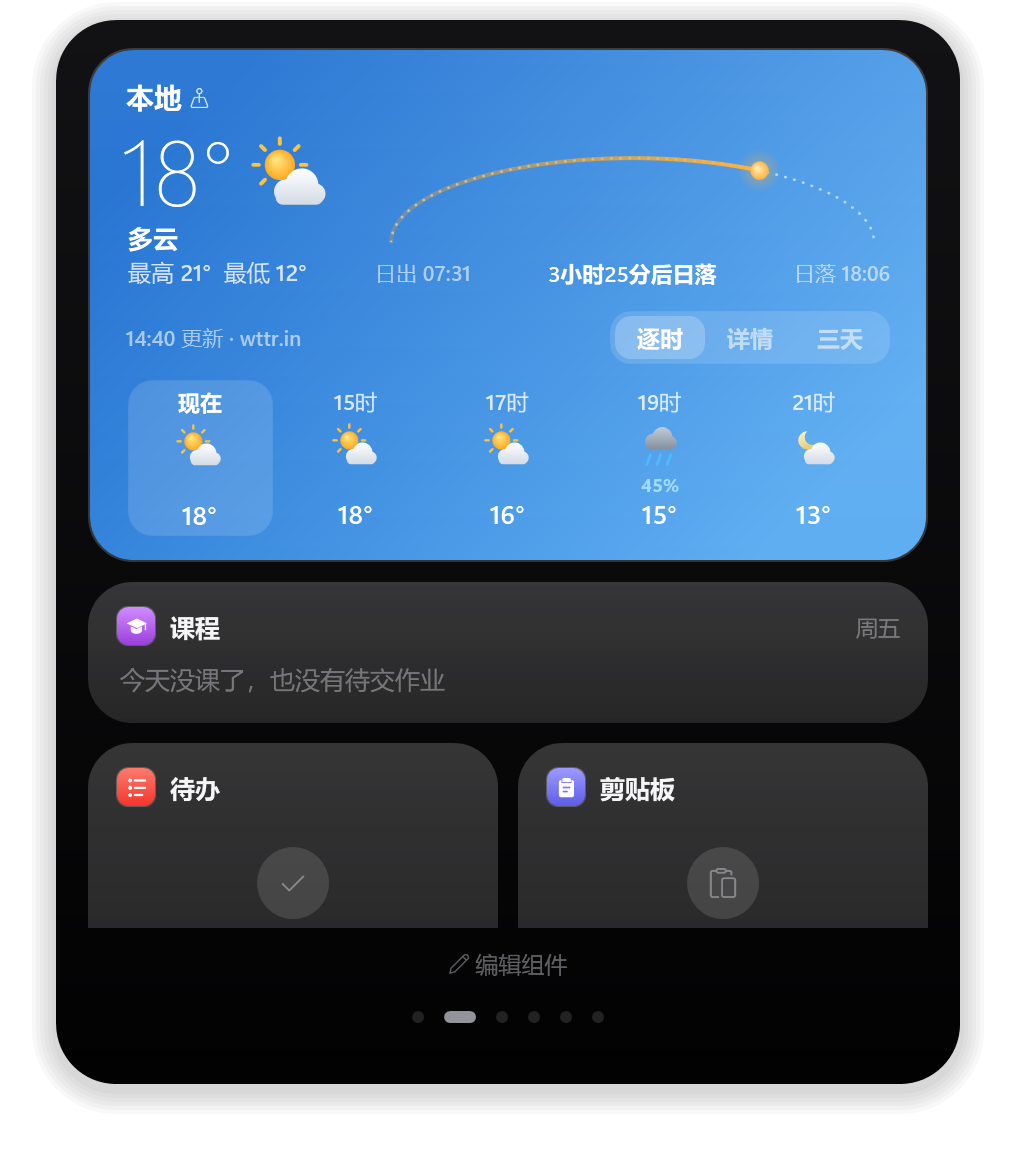 本地
18°
多云
最高 21° 最低 12°
日出 07:31
3小时25分后日落
日落 18:06
14:40 更新 · wttr.in
逐时 详情 三天
现在 15时 17时 19时 21时
45%
18° 18° 16° 15° 13°
课程 周五
今天没课了，也没有待交作业
待办 剪贴板
编辑组件